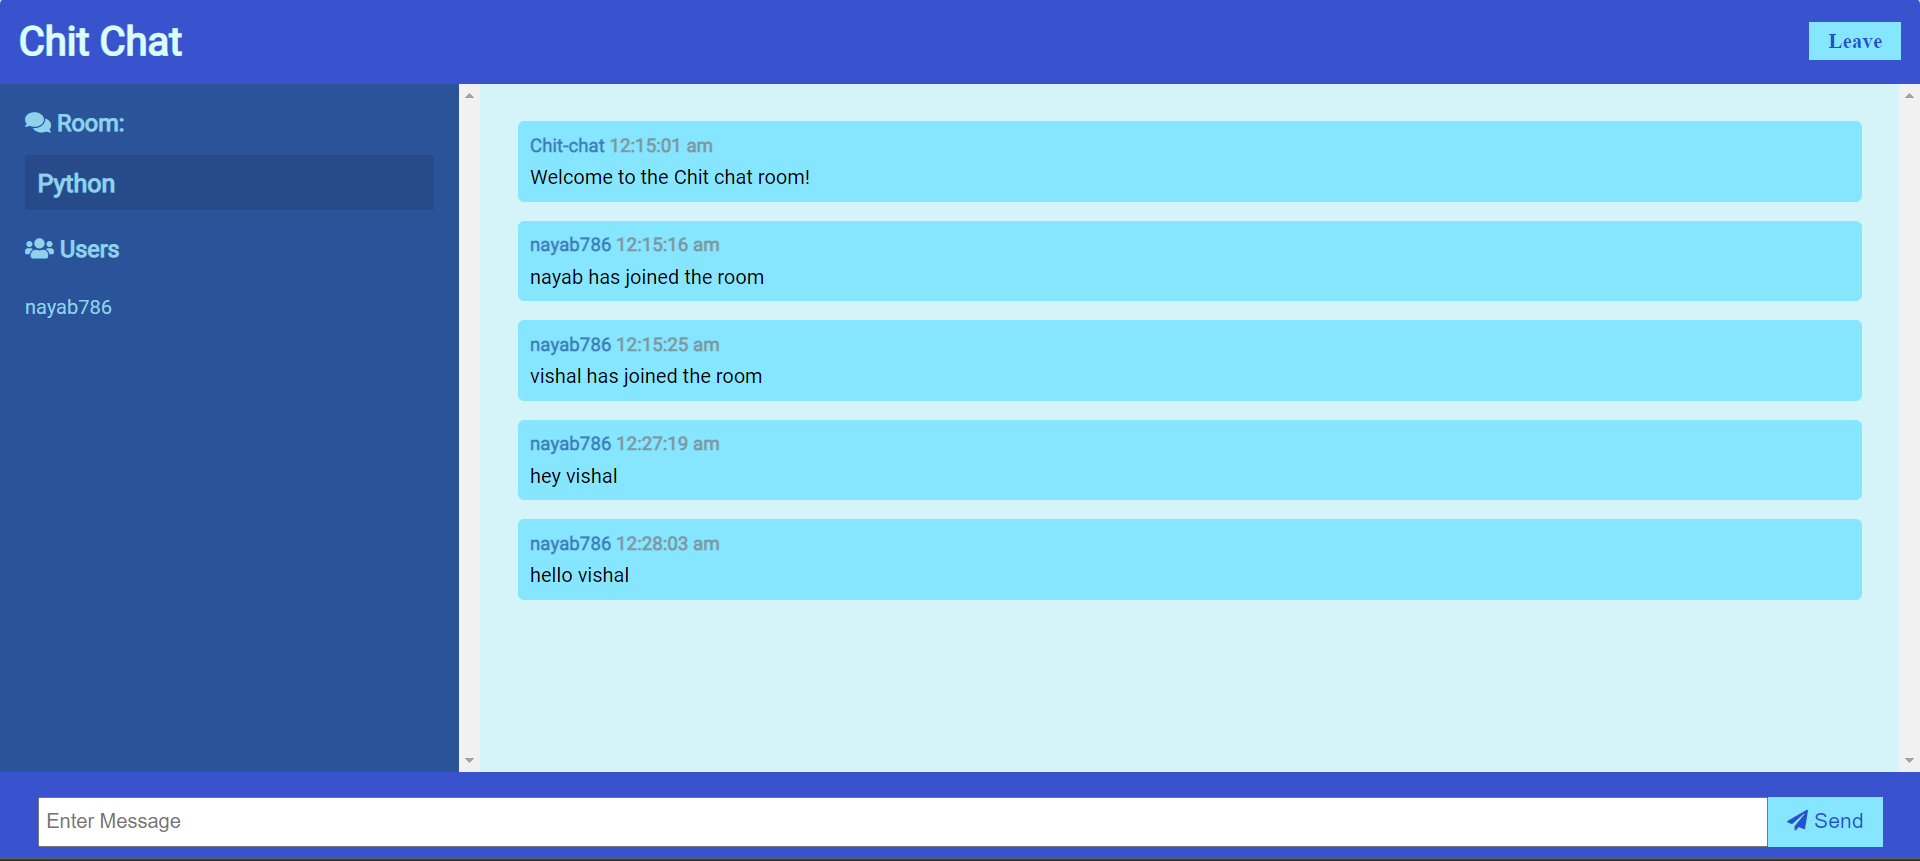 Chit Chat
Leave
Room:
Python
Users
nayab786
Chit-chat 12:15:01 am
Welcome to the Chit chat room!
nayab786 12:15:16 am
nayab has joined the room
nayab786 12:15:25 am
vishal has joined the room
nayab786 12:27:19 am
hey vishal
nayab786 12:28:03 am
hello vishal
Enter Message
Send